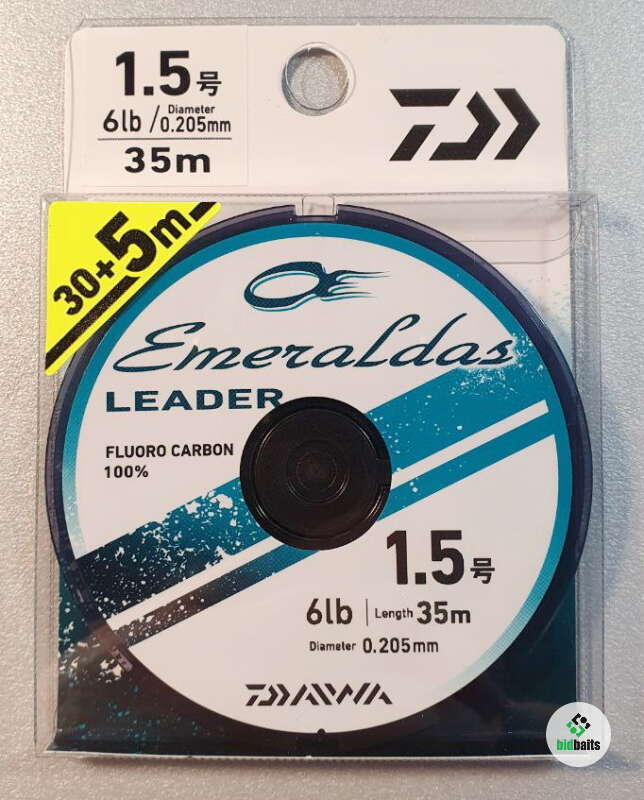 1.5号
6lb / Diameter 0.205mm
35m
30+5m
Emeraldas
LEADER
FLUORO CARBON
100%
1.5号
6lb | Length 35m
Diameter 0.205mm
DAIWA
bidbaits